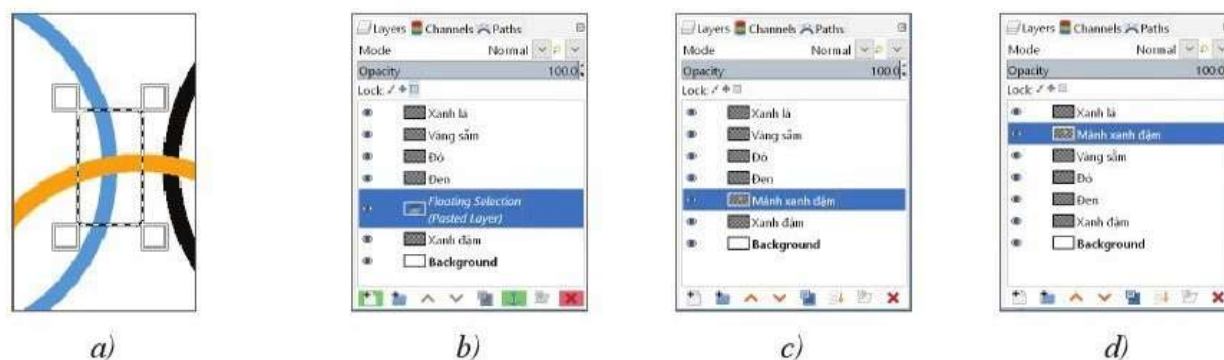 Layers Channels Paths
Mode Normal
Opacity 100.0
Lock:
Xanh lá
Vàng sẫm
Đỏ
Đen
Floating Selection
(Pasted Layer)
Xanh đậm
Background
Layers Channels Paths
Mode Normal
Opacity 100.0
Lock:
Xanh lá
Vàng sẫm
Đỏ
Đen
Mảnh xanh đậm
Xanh đậm
Background
Layers Channels Paths
Mode Normal
Opacity 100.0
Lock:
Xanh lá
Mảnh xanh đậm
Vàng sẫm
Đỏ
Đen
Xanh đậm
Background
a) b) c) d)